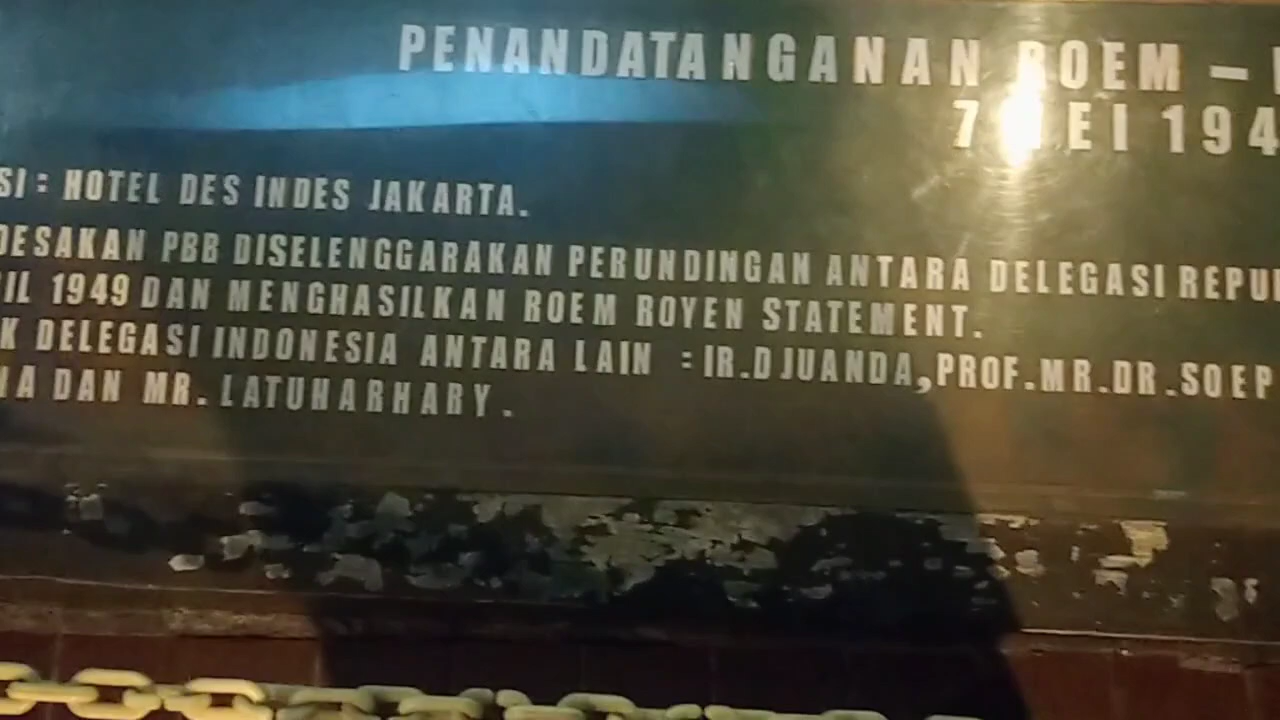 PENANDATANGANAN ROEM –
7 MEI 194
SI : HOTEL DES INDES JAKARTA.
DESAKAN PBB DISELENGGARAKAN PERUNDINGAN ANTARA DELEGASI REPU
IL 1949 DAN MENGHASILKAN ROEM ROYEN STATEMENT.
K DELEGASI INDONESIA ANTARA LAIN : IR.DJUANDA,PROF.MR.DR.SOEP
IA DAN MR. LATUHARHARY.